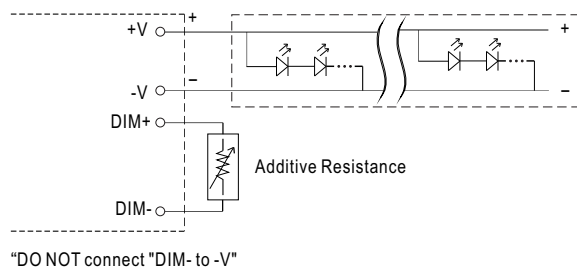 +V
+
+
-V
−
−
DIM+
Additive Resistance
DIM-
“DO NOT connect "DIM- to -V"